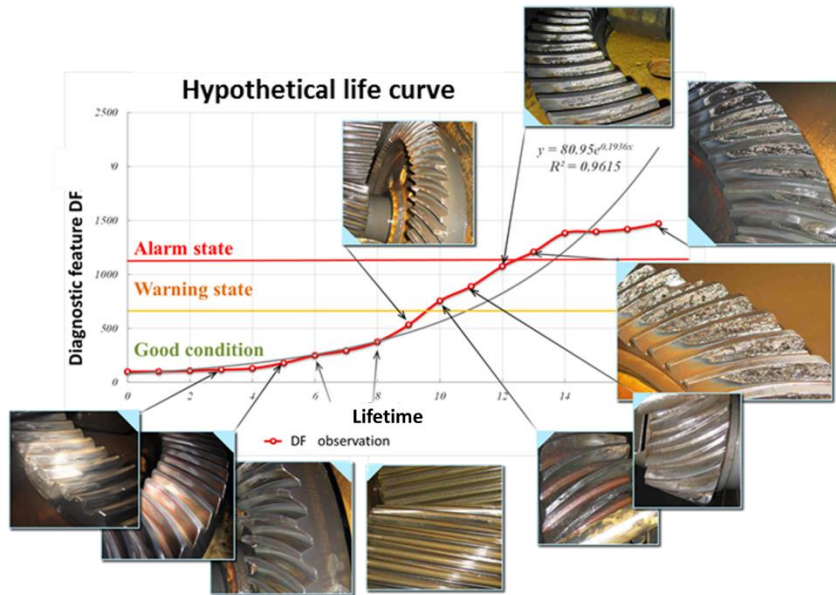 Hypothetical life curve
2500
y = 80.95e^0.1936x
R² = 0.9615
1500
Alarm state
1000
Warning state
500
Good condition
0
Diagnostic feature DF
0 2 4 6 8 10 12 14
Lifetime
DF observation